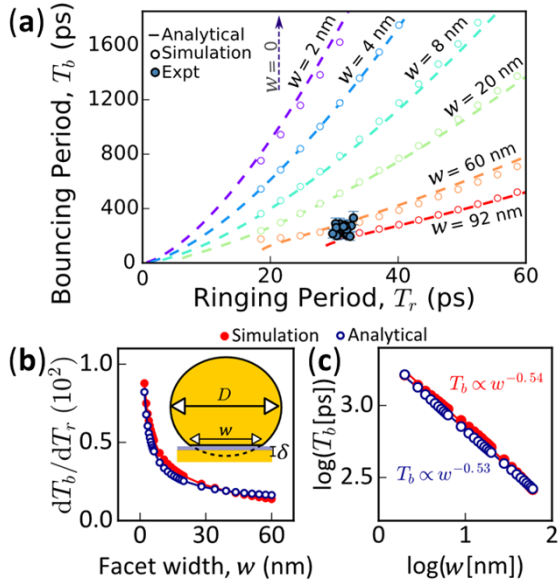 (a)
Bouncing Period, T_b (ps)
1600
1200
800
400
0
Analytical
Simulation
Expt
w = 0
w = 2 nm
w = 4 nm
w = 8 nm
w = 20 nm
w = 60 nm
w = 92 nm
0 10 20 30 40 50 60
Ringing Period, T_r (ps)
Simulation Analytical
(b)
dT_b/dT_r (10^2)
1.0
0.5
0.0
D
w
δ
0 30 60
Facet width, w (nm)
(c)
log(T_b[ps])
3.0
2.5
T_b ∝ w^-0.54
T_b ∝ w^-0.53
0 1 2
log(w[nm])